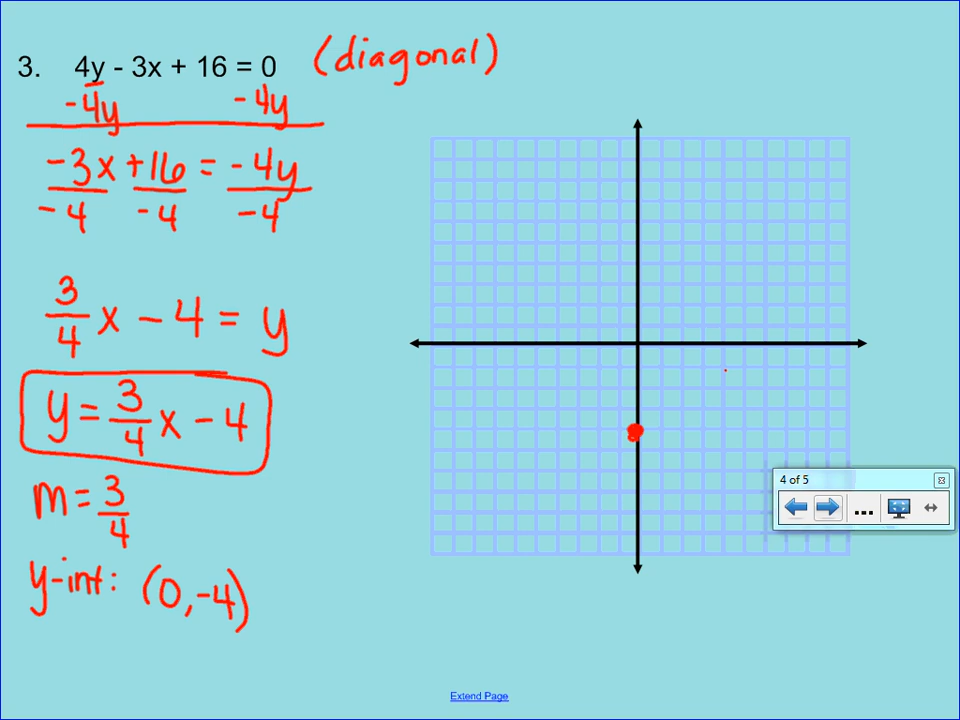 3. 4y - 3x + 16 = 0 (diagonal)
-4y -4y
-3x + 16 = -4y
-4 -4 -4
3/4 x - 4 = y
y = 3/4 x - 4
m = 3/4
y-int: (0, -4)
4 of 5
...
Extend Page